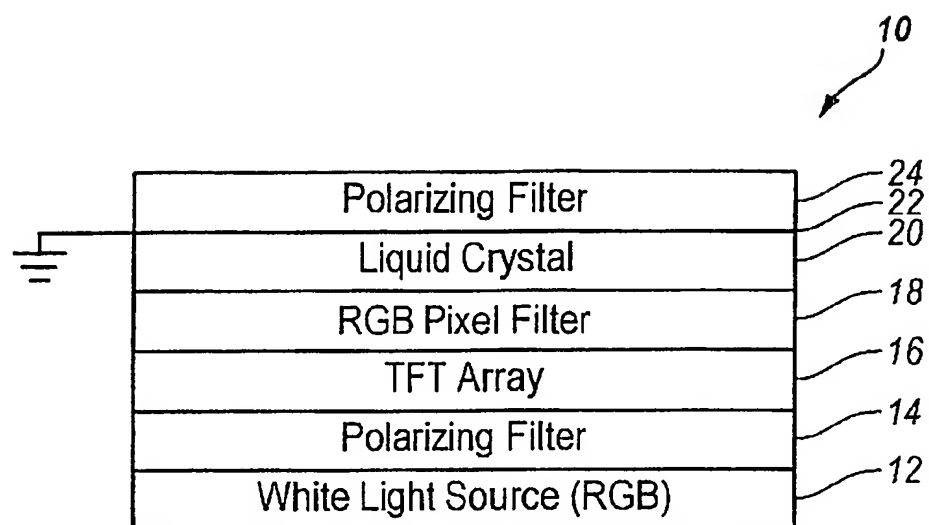 10
Polarizing Filter 24
22
Liquid Crystal 20
RGB Pixel Filter 18
TFT Array 16
Polarizing Filter 14
White Light Source (RGB) 12